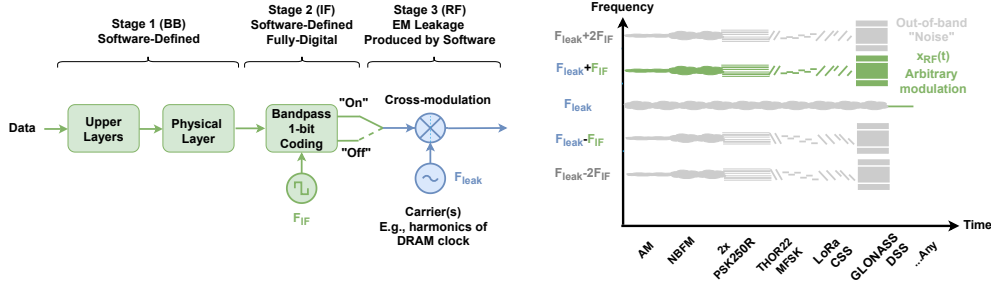 Stage 1 (BB)
Software-Defined
Stage 2 (IF)
Software-Defined
Fully-Digital
Stage 3 (RF)
EM Leakage
Produced by Software
Data
Upper
Layers
Physical
Layer
Bandpass
1-bit
Coding
"On"
"Off"
Cross-modulation
F_IF
F_leak
Carrier(s)
E.g., harmonics of
DRAM clock
Frequency
F_leak+2F_IF
F_leak+F_IF
F_leak
F_leak-F_IF
F_leak-2F_IF
Out-of-band
"Noise"
x_RF(t)
Arbitrary
modulation
Time
AM
NBFM
2x
PSK250R
THOR22
MFSK
LoRa
CSS
GLONASS
DSS
...Any